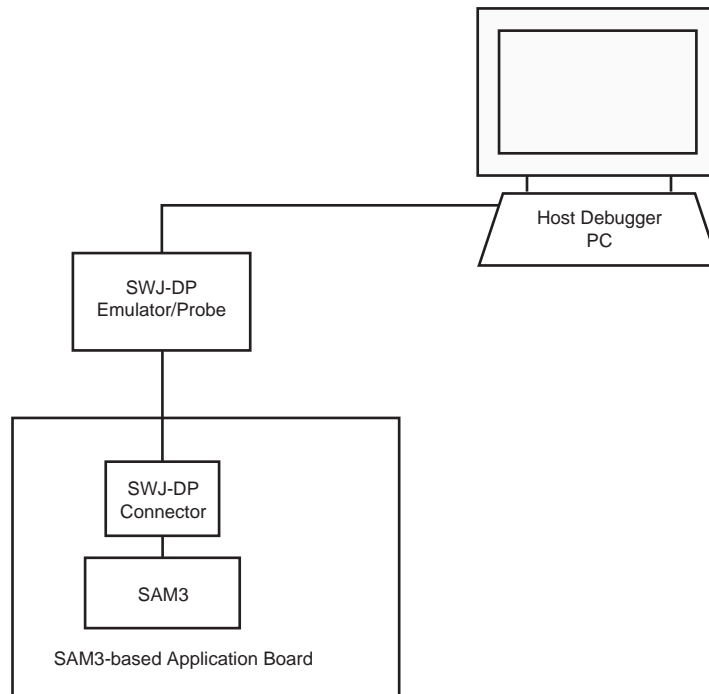 Host Debugger
PC
SWJ-DP
Emulator/Probe
SWJ-DP
Connector
SAM3
SAM3-based Application Board